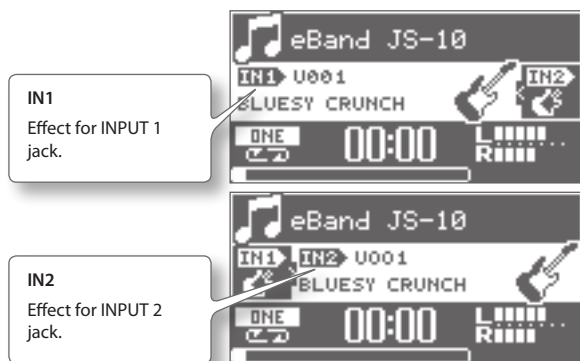 eBand JS-10
IN1 U001 IN2
BLUESY CRUNCH
ONE 00:00 L
R
IN1
Effect for INPUT 1
jack.
eBand JS-10
IN1 IN2 U001
BLUESY CRUNCH
ONE 00:00 L
R
IN2
Effect for INPUT 2
jack.